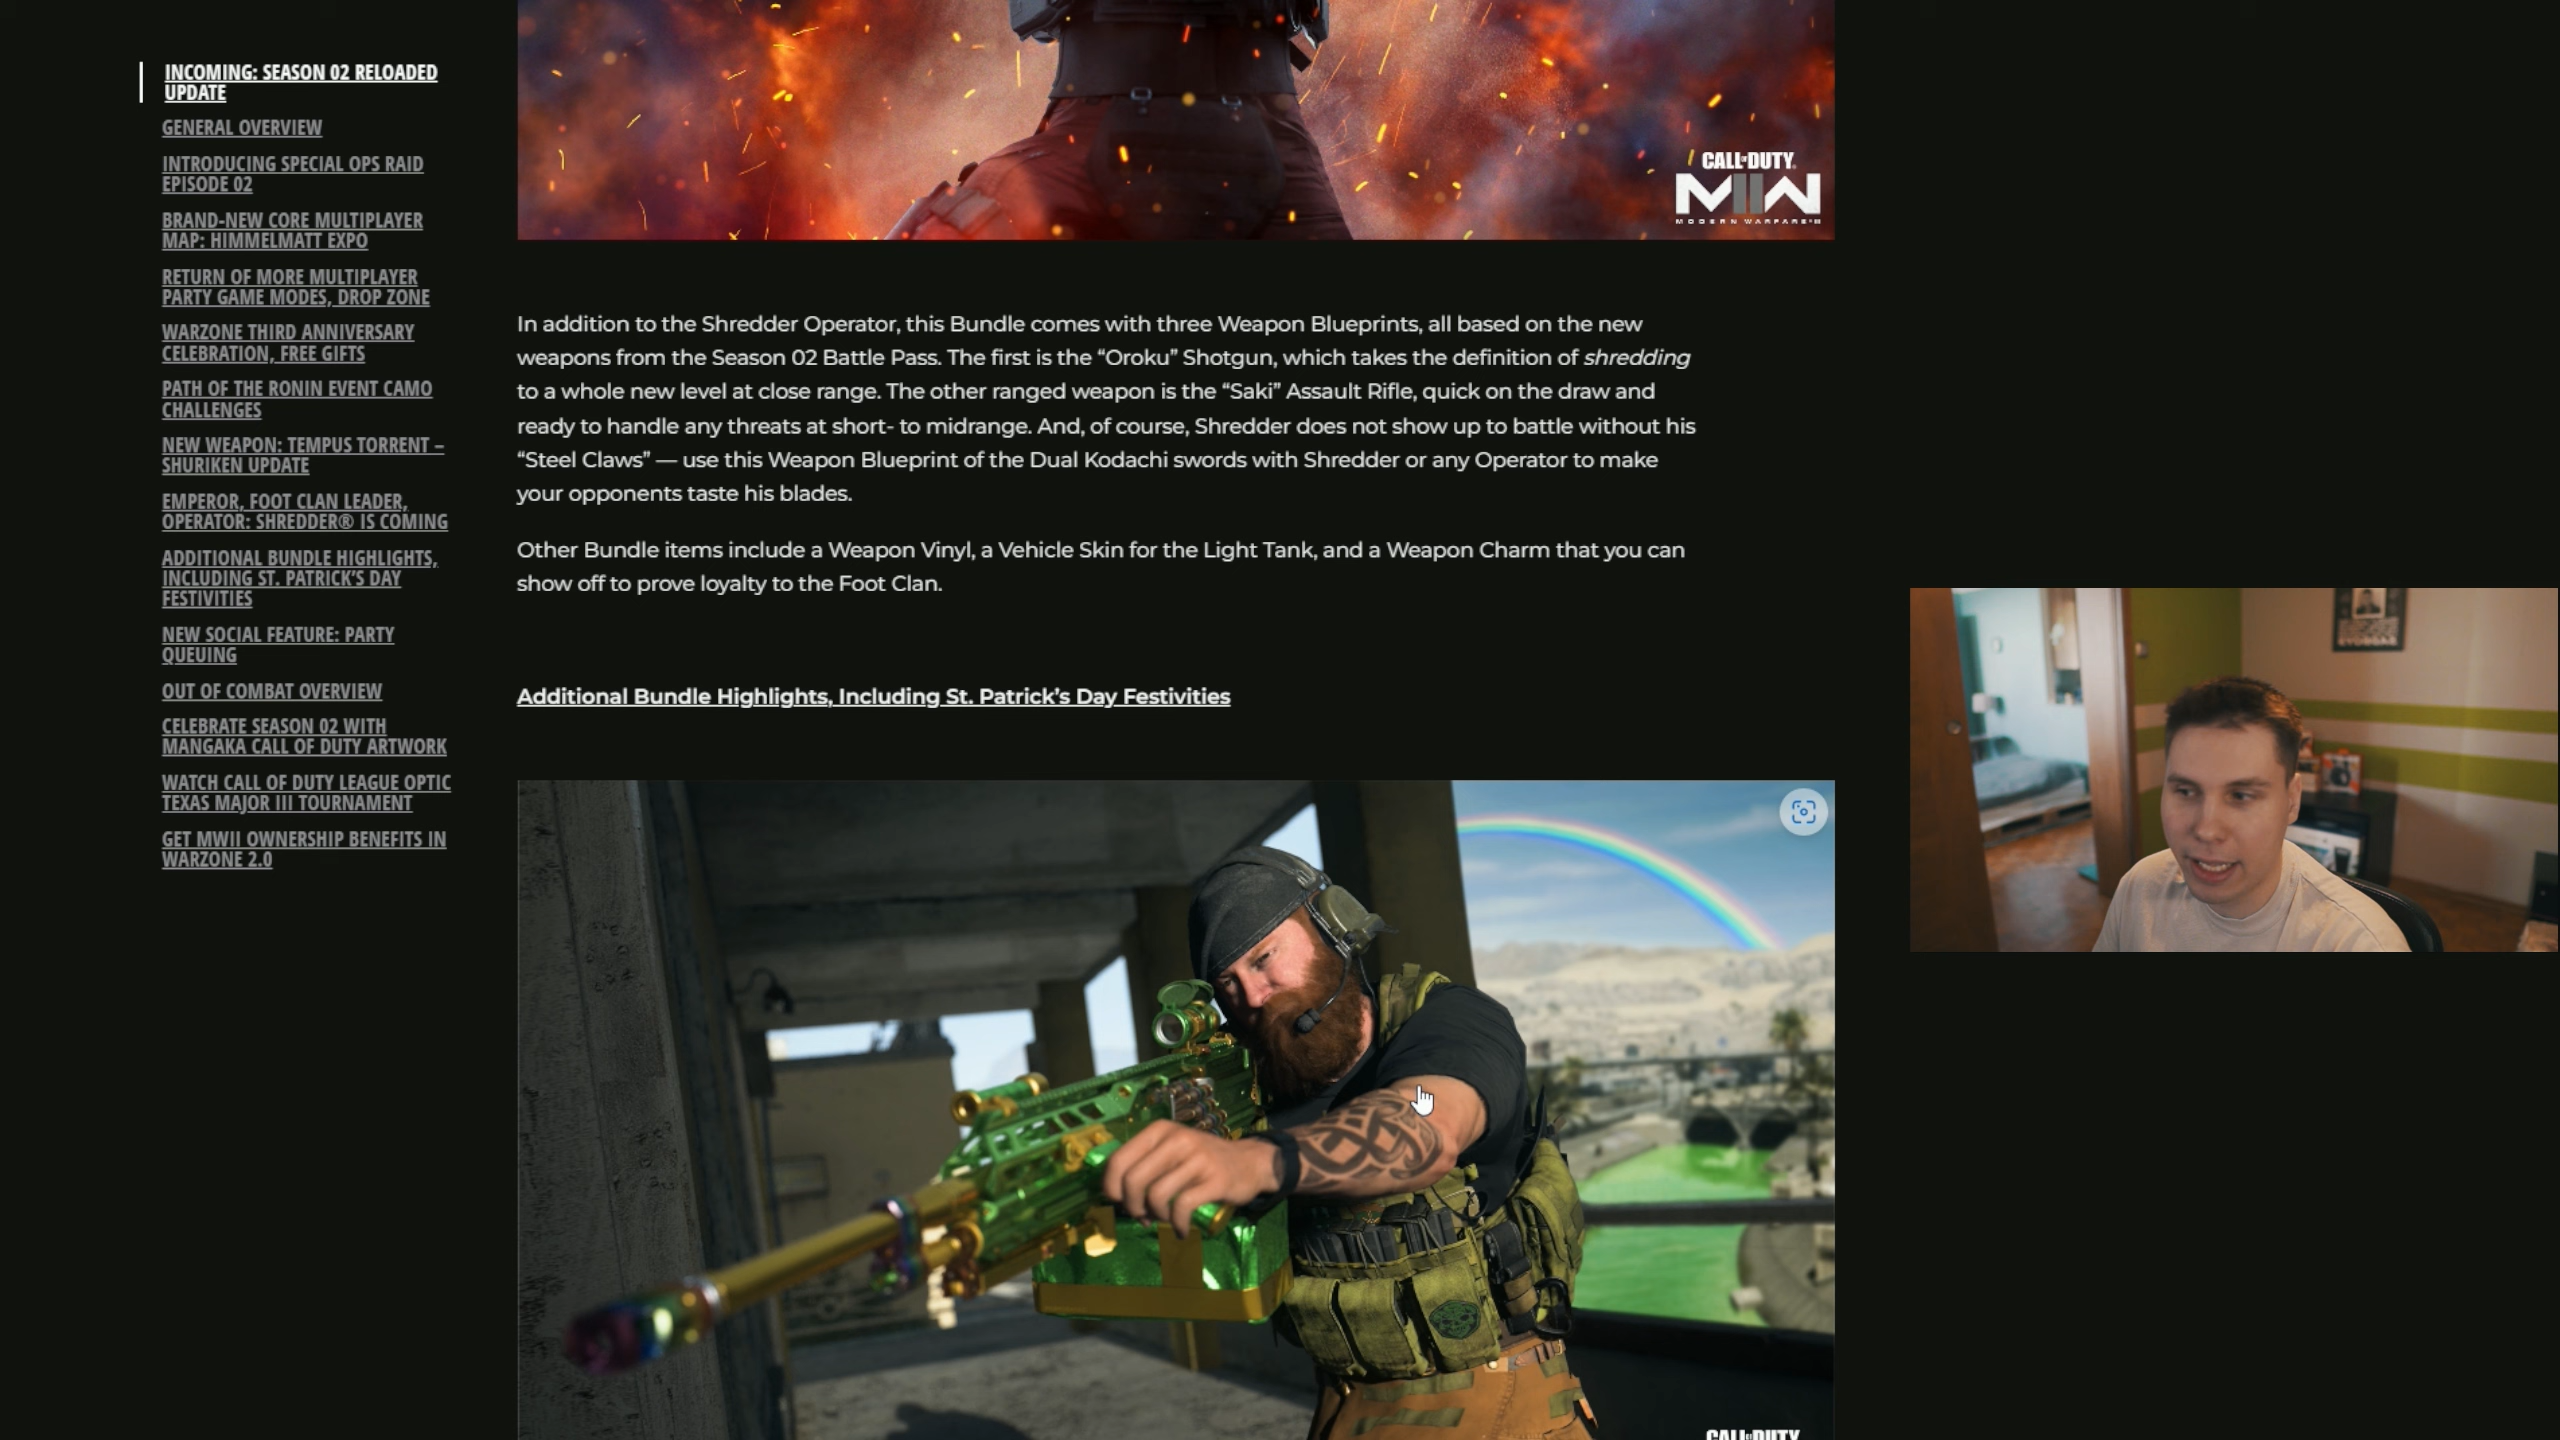 INCOMING: SEASON 02 RELOADED
UPDATE
GENERAL OVERVIEW
INTRODUCING SPECIAL OPS RAID
EPISODE 02
BRAND-NEW CORE MULTIPLAYER
MAP: HIMMELMATT EXPO
RETURN OF MORE MULTIPLAYER
PARTY GAME MODES, DROP ZONE
WARZONE THIRD ANNIVERSARY
CELEBRATION, FREE GIFTS
PATH OF THE RONIN EVENT CAMO
CHALLENGES
NEW WEAPON: TEMPUS TORRENT –
SHURIKEN UPDATE
EMPEROR, FOOT CLAN LEADER,
OPERATOR: SHREDDER® IS COMING
ADDITIONAL BUNDLE HIGHLIGHTS,
INCLUDING ST. PATRICK’S DAY
FESTIVITIES
NEW SOCIAL FEATURE: PARTY
QUEUING
OUT OF COMBAT OVERVIEW
CELEBRATE SEASON 02 WITH
MANGAKA CALL OF DUTY ARTWORK
WATCH CALL OF DUTY LEAGUE OPTIC
TEXAS MAJOR III TOURNAMENT
GET MWII OWNERSHIP BENEFITS IN
WARZONE 2.0
CALL OF DUTY
MWII
MODERN WARFARE II
In addition to the Shredder Operator, this Bundle comes with three Weapon Blueprints, all based on the new
weapons from the Season 02 Battle Pass. The first is the “Oroku” Shotgun, which takes the definition of shredding
to a whole new level at close range. The other ranged weapon is the “Saki” Assault Rifle, quick on the draw and
ready to handle any threats at short- to midrange. And, of course, Shredder does not show up to battle without his
“Steel Claws” — use this Weapon Blueprint of the Dual Kodachi swords with Shredder or any Operator to make
your opponents taste his blades.
Other Bundle items include a Weapon Vinyl, a Vehicle Skin for the Light Tank, and a Weapon Charm that you can
show off to prove loyalty to the Foot Clan.
Additional Bundle Highlights, Including St. Patrick’s Day Festivities
CALL OF DUTY